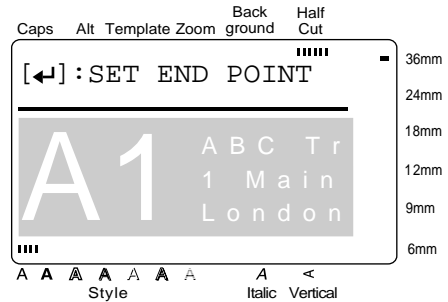 Back Half
Caps Alt Template Zoom ground Cut
[↵]:SET END POINT
36mm
24mm
A1
ABC Tr
1 Main
London
18mm
12mm
9mm
6mm
A A A A A A A A A A
Style Italic Vertical